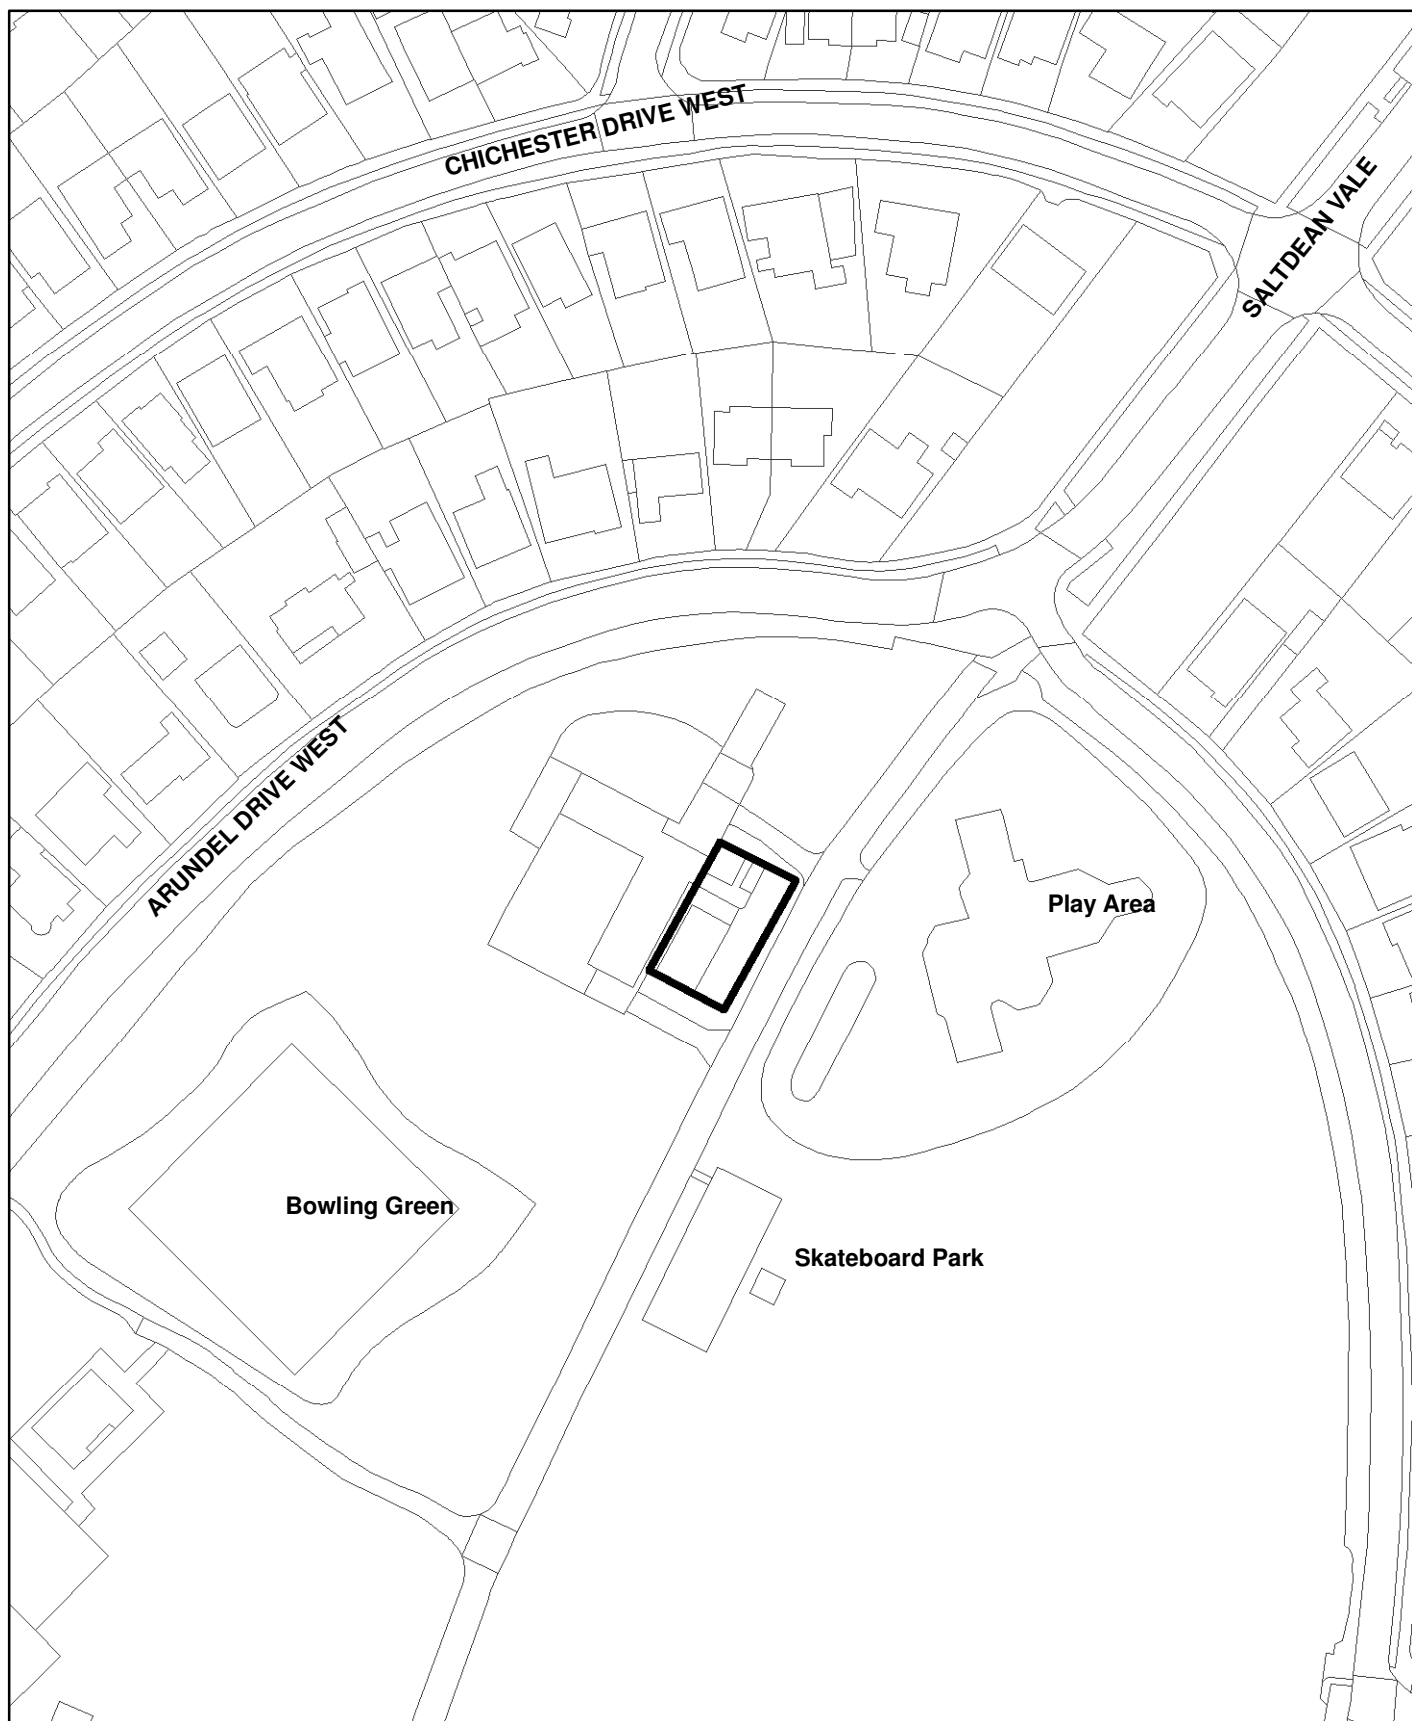 CHICHESTER DRIVE WEST
SALTDEAN VALE
ARUNDEL DRIVE WEST
Play Area
Bowling Green
Skateboard Park